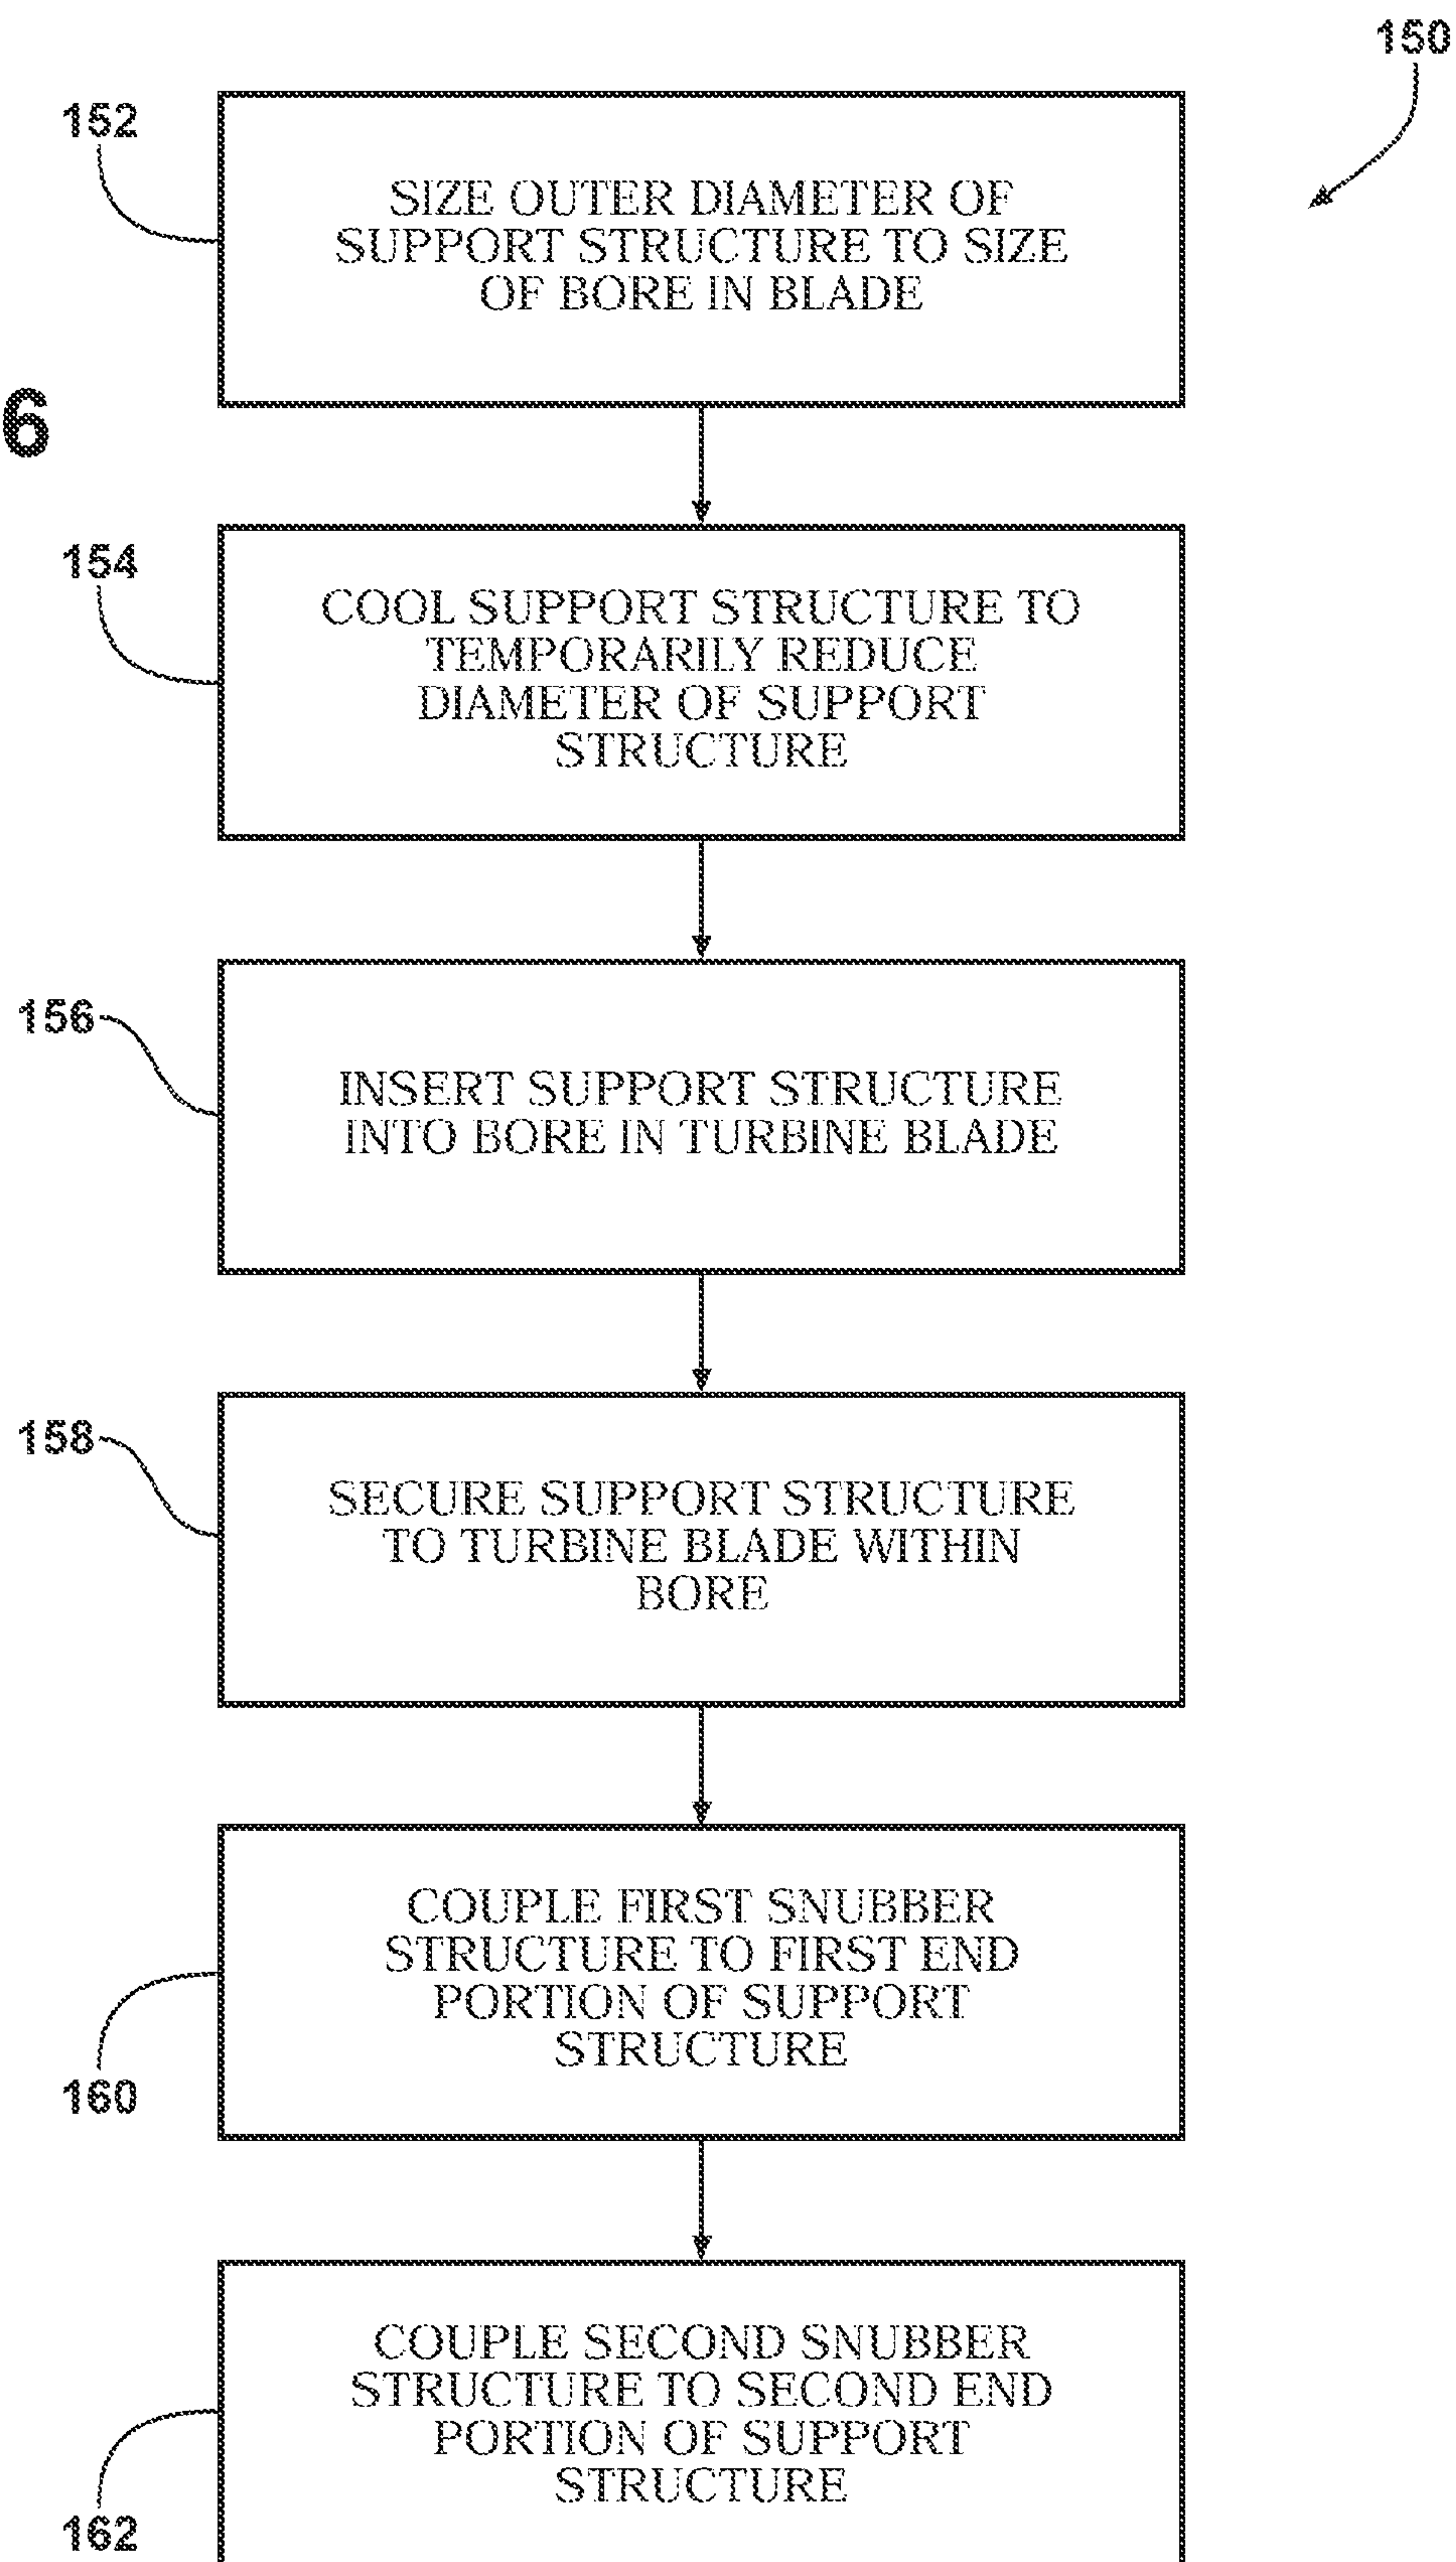 150
152
SIZE OUTER DIAMETER OF
SUPPORT STRUCTURE TO SIZE
OF BORE IN BLADE
6
154
COOL SUPPORT STRUCTURE TO
TEMPORARILY REDUCE
DIAMETER OF SUPPORT
STRUCTURE
156
INSERT SUPPORT STRUCTURE
INTO BORE IN TURBINE BLADE
158
SECURE SUPPORT STRUCTURE
TO TURBINE BLADE WITHIN
BORE
COUPLE FIRST SNUBBER
STRUCTURE TO FIRST END
PORTION OF SUPPORT
STRUCTURE
160
COUPLE SECOND SNUBBER
STRUCTURE TO SECOND END
PORTION OF SUPPORT
STRUCTURE
162